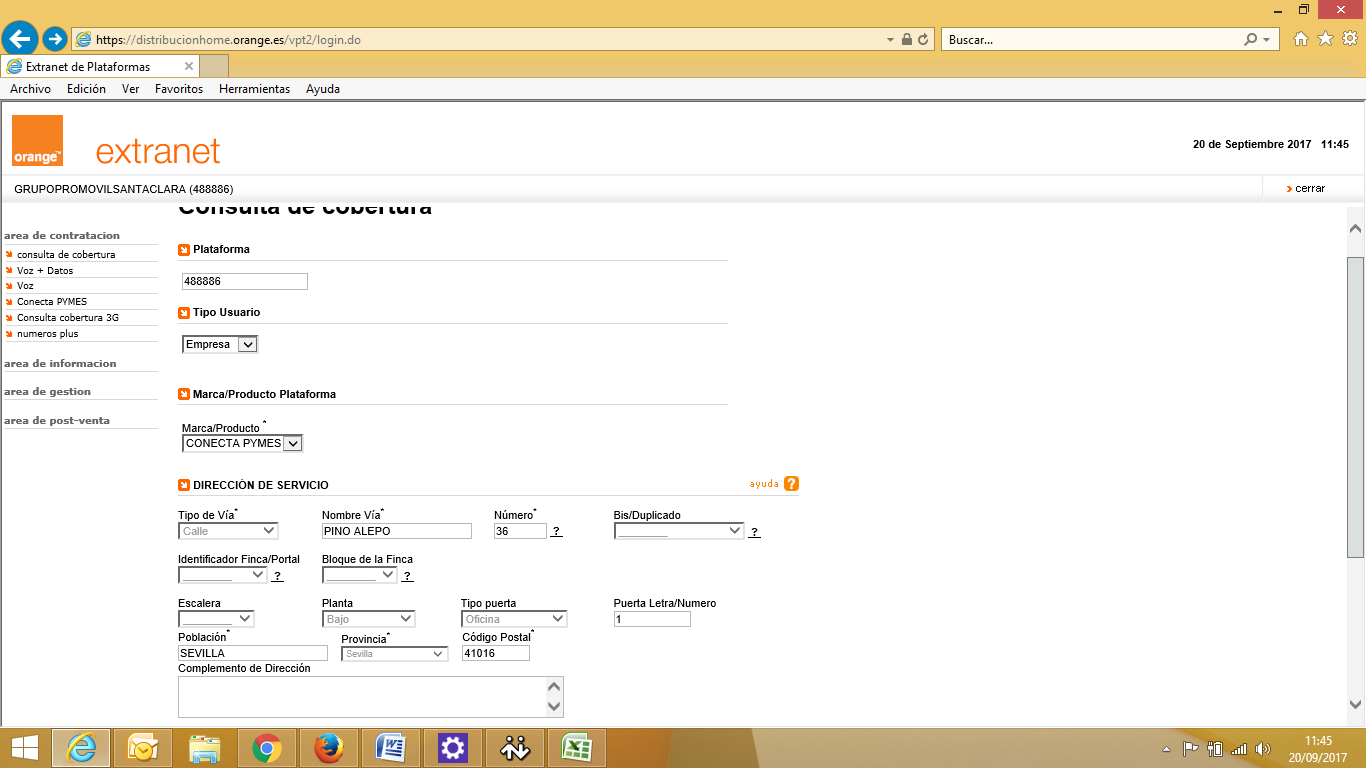 https://distribucionhome.orange.es/vpt2/login.do
Buscar...
Extranet de Plataformas
Archivo Edición Ver Favoritos Herramientas Ayuda
orange™
extranet
20 de Septiembre 2017 11:45
GRUPOPROMOVILSANTACLARA (488886)
cerrar
Consulta de cobertura
area de contratacion
consulta de cobertura
Voz + Datos
Voz
Conecta PYMES
Consulta cobertura 3G
numeros plus
area de informacion
area de gestion
area de post-venta
Plataforma
488886
Tipo Usuario
Empresa
Marca/Producto Plataforma
Marca/Producto *
CONECTA PYMES
DIRECCIÓN DE SERVICIO
ayuda ?
Tipo de Vía* Nombre Vía* Número* Bis/Duplicado
Calle PINO ALEPO 36 ? ________ ?
Identificador Finca/Portal Bloque de la Finca
________ ? ________ ?
Escalera Planta Tipo puerta Puerta Letra/Numero
________ Bajo Oficina 1
Población* Provincia* Código Postal*
SEVILLA Sevilla 41016
Complemento de Dirección
11:45
20/09/2017